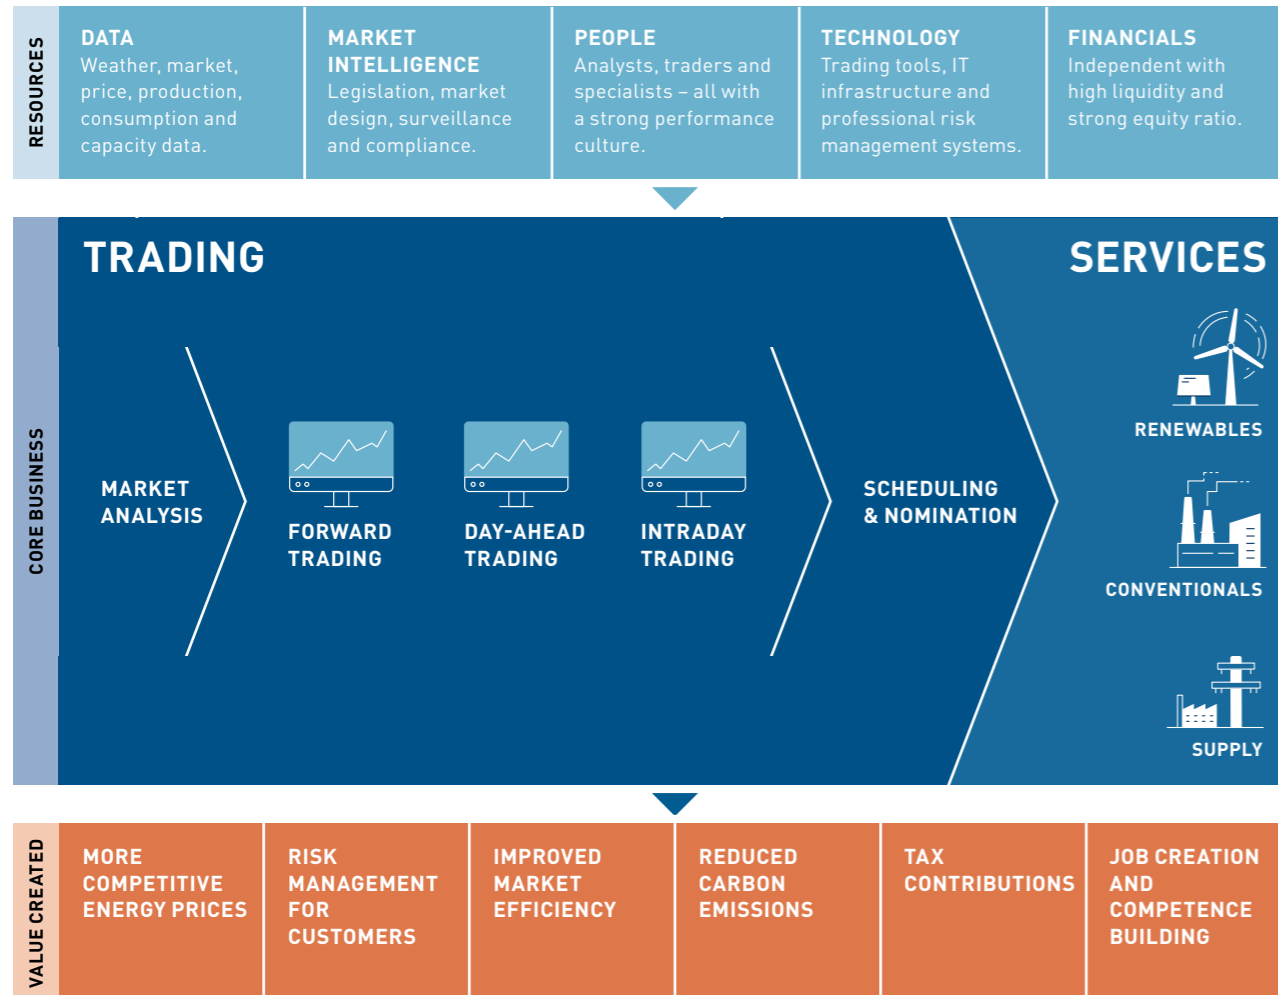 RESOURCES
DATA
Weather, market,
price, production,
consumption and
capacity data.
MARKET
INTELLIGENCE
Legislation, market
design, surveillance
and compliance.
PEOPLE
Analysts, traders and
specialists – all with
a strong performance
culture.
TECHNOLOGY
Trading tools, IT
infrastructure and
professional risk
management systems.
FINANCIALS
Independent with
high liquidity and
strong equity ratio.
CORE BUSINESS
TRADING
MARKET
ANALYSIS
FORWARD
TRADING
DAY-AHEAD
TRADING
INTRADAY
TRADING
SCHEDULING
& NOMINATION
SERVICES
RENEWABLES
CONVENTIONALS
SUPPLY
VALUE CREATED
MORE
COMPETITIVE
ENERGY PRICES
RISK
MANAGEMENT
FOR
CUSTOMERS
IMPROVED
MARKET
EFFICIENCY
REDUCED
CARBON
EMISSIONS
TAX
CONTRIBUTIONS
JOB CREATION
AND
COMPETENCE
BUILDING